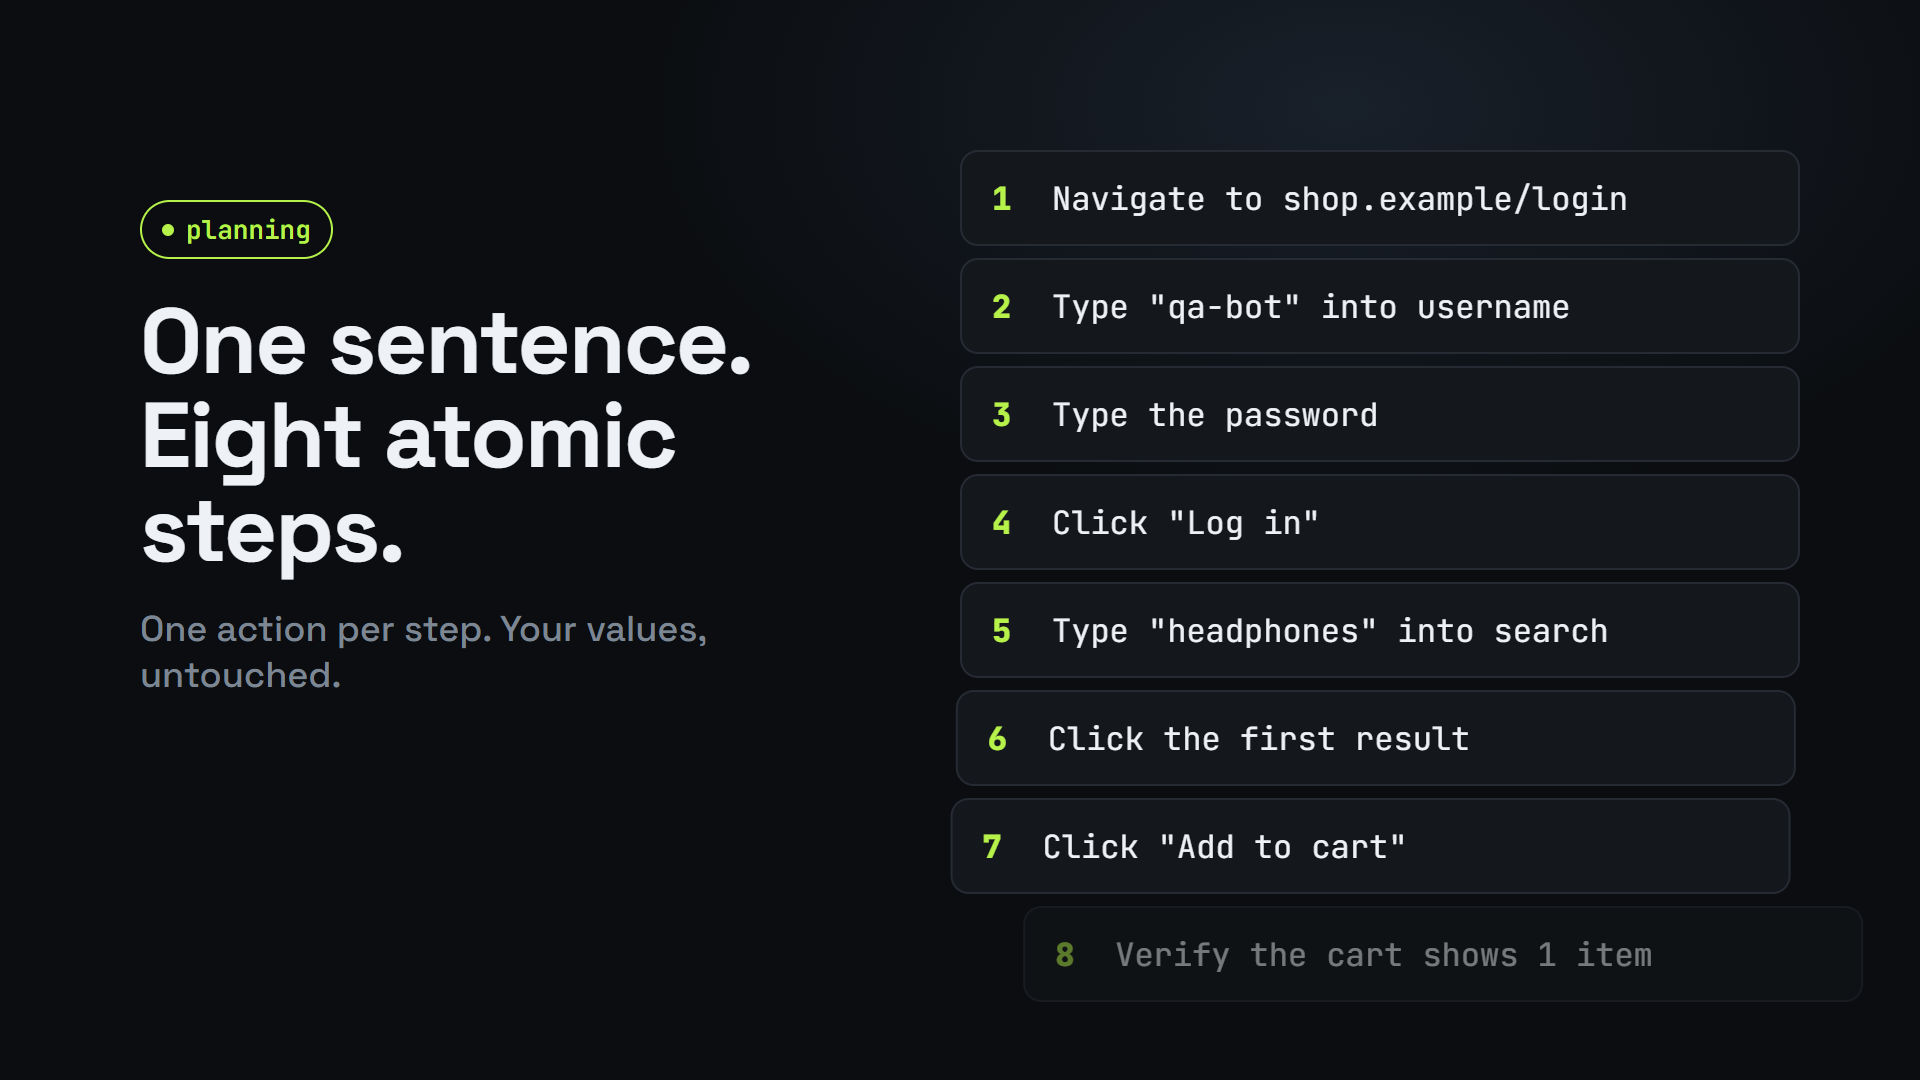 planning
One sentence.
Eight atomic
steps.
One action per step. Your values,
untouched.
1 Navigate to shop.example/login
2 Type "qa-bot" into username
3 Type the password
4 Click "Log in"
5 Type "headphones" into search
6 Click the first result
7 Click "Add to cart"
8 Verify the cart shows 1 item